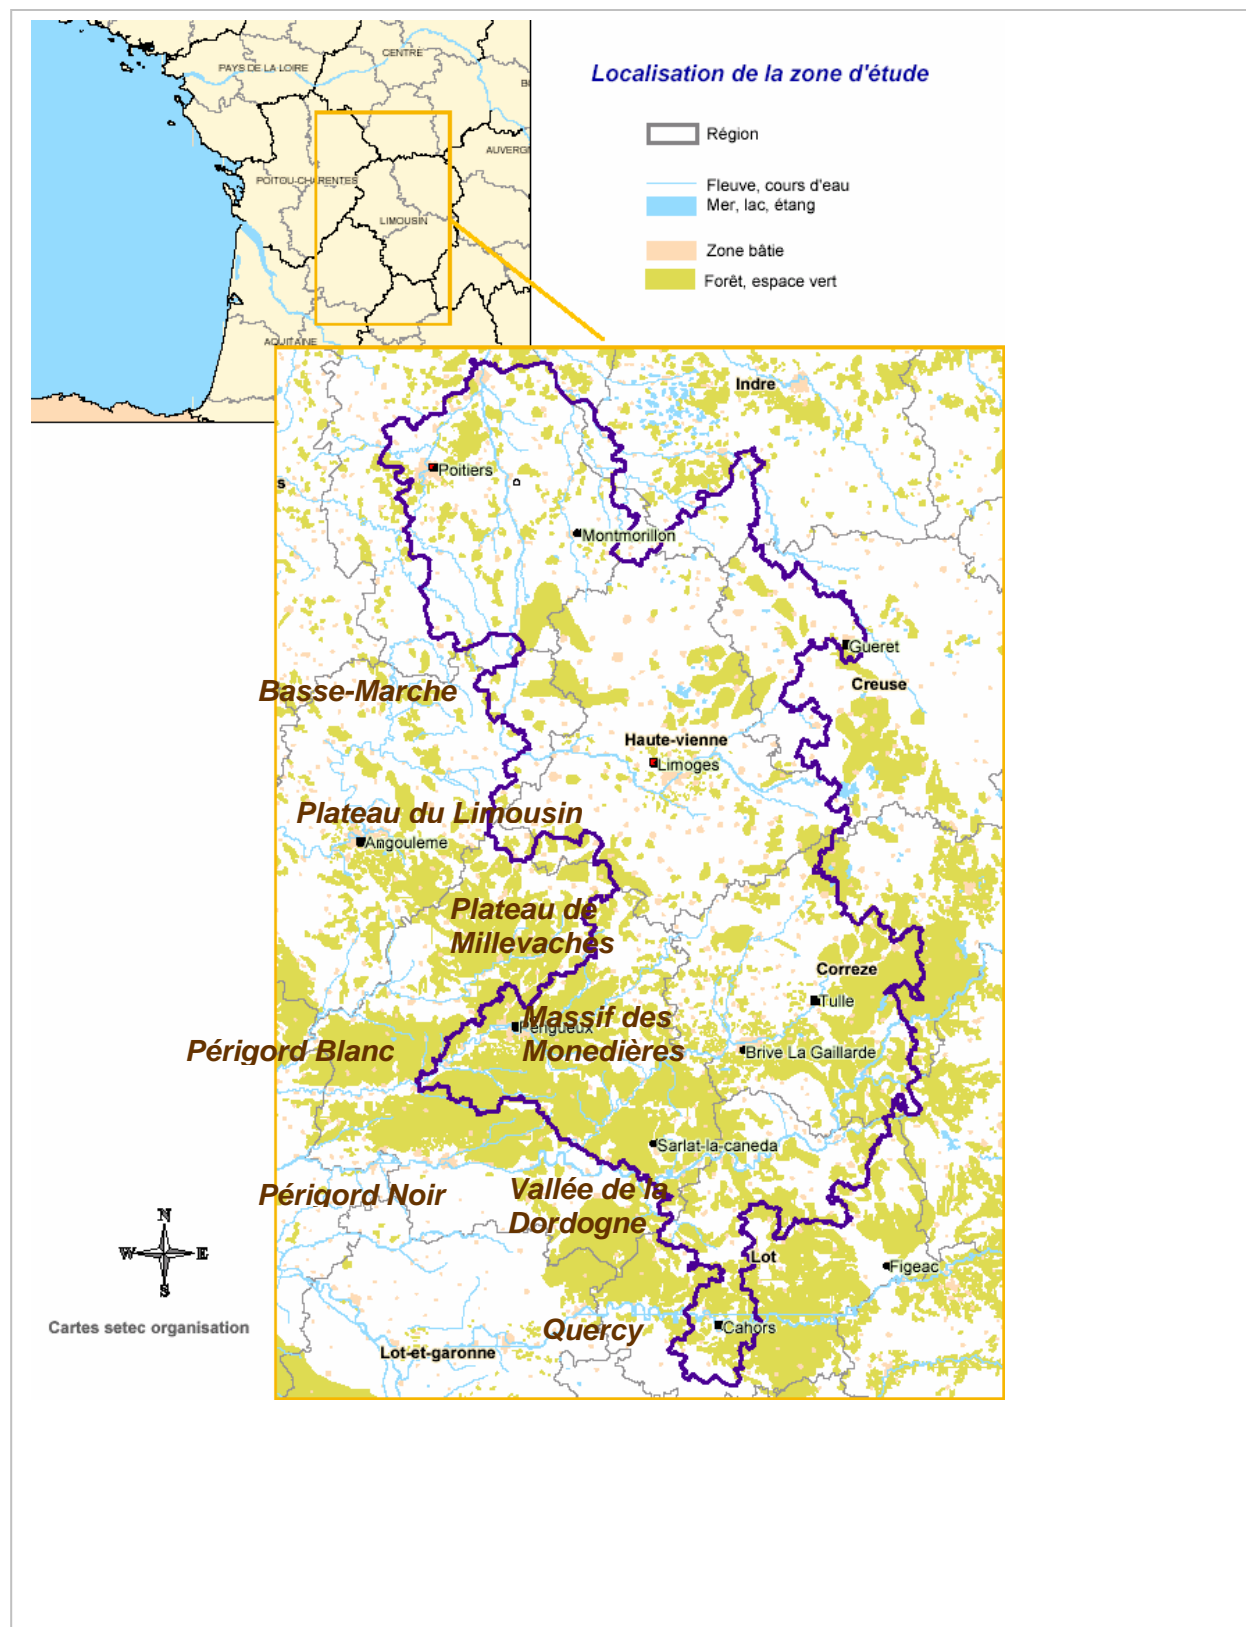 CENTRE
PAYS DE LA LOIRE
AUVERGN
POITOU-CHARENTES
LIMOUSIN
AQUITAINE
Localisation de la zone d'étude
Région
Fleuve, cours d'eau
Mer, lac, étang
Zone bâtie
Forêt, espace vert
Indre
Poitiers
s
Montmorillon
Gueret
Creuse
Basse-Marche
Haute-vienne
Limoges
Plateau du Limousin
Angouleme
Plateau de
Millevaches
Correze
Tulle
Massif des
Monedières
Périgueux
Périgord Blanc
Brive La Gaillarde
Sarlat-la-caneda
Périgord Noir
Vallée de la
Dordogne
N
W
E
S
Lot
Figeac
Cartes setec organisation
Quercy
Cahors
Lot-et-garonne